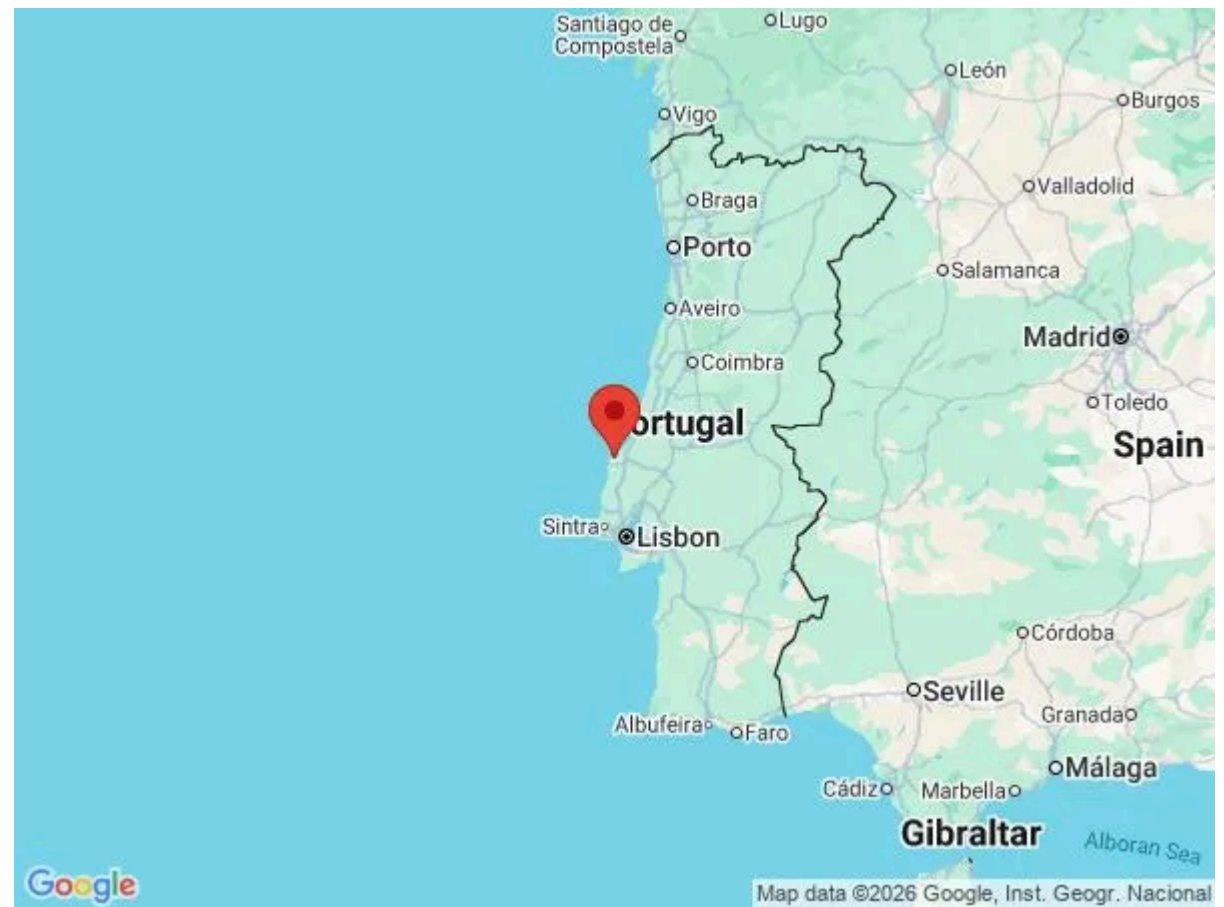 Santiago de
Compostela
Lugo
León
Burgos
Vigo
Valladolid
Braga
Porto
Salamanca
Aveiro
Madrid
Coimbra
Toledo
ortugal
Spain
Sintra
Lisbon
Córdoba
Seville
Granada
Albufeira
Faro
Málaga
Cádiz
Marbella
Gibraltar
Alboran Sea
Google
Map data ©2026 Google, Inst. Geogr. Nacional